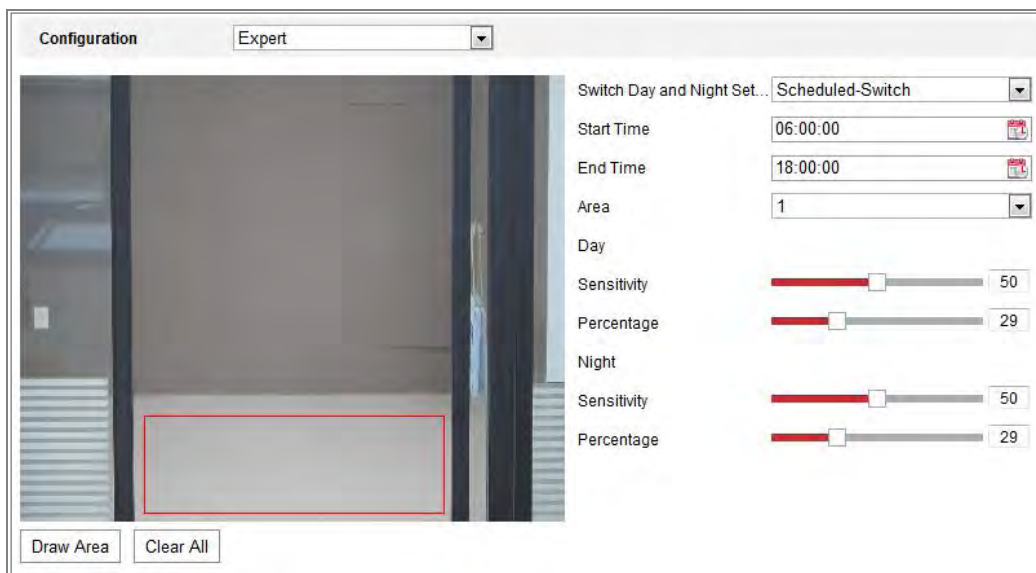 Configuration Expert
Switch Day and Night Set... Scheduled-Switch
Start Time 06:00:00
End Time 18:00:00
Area 1
Day
Sensitivity 50
Percentage 29
Night
Sensitivity 50
Percentage 29
Draw Area Clear All